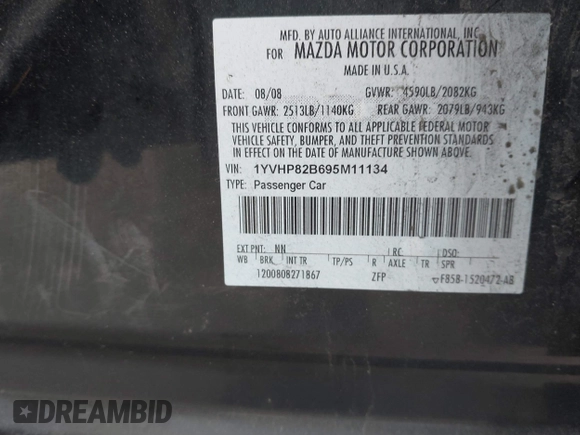 MFD. BY AUTO ALLIANCE INTERNATIONAL, INC.
FOR MAZDA MOTOR CORPORATION
MADE IN U.S.A.
DATE: 08/08 GVWR: 4590LB/2082KG
FRONT GAWR: 2513LB/1140KG REAR GAWR: 2079LB/943KG
THIS VEHICLE CONFORMS TO ALL APPLICABLE FEDERAL MOTOR
VEHICLE SAFETY, BUMPER, AND THEFT PREVENTION STANDARDS
IN EFFECT ON THE DATE OF MANUFACTURE SHOWN ABOVE.
VIN: 1YVHP82B695M11134
TYPE: Passenger Car
EXT PNT: NN RC: DSO:
WB BRK INT TR TP/PS R AXLE TR SPR
1200808271867 ZFP F85B-1520472-AB
DREAMBID